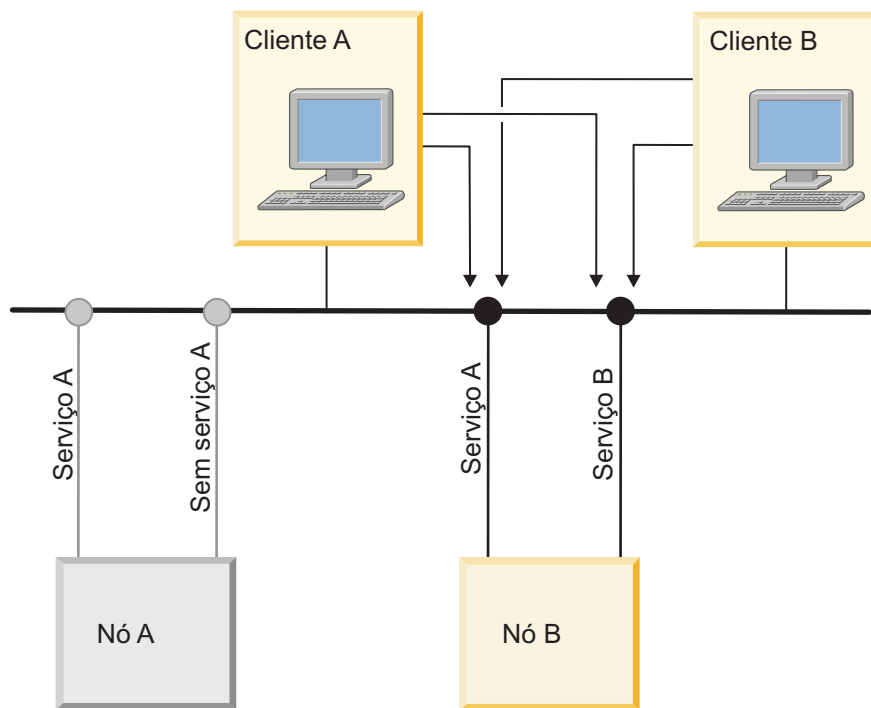 Cliente A
Cliente B
Serviço A
Sem serviço A
Serviço A
Serviço B
Nó A
Nó B